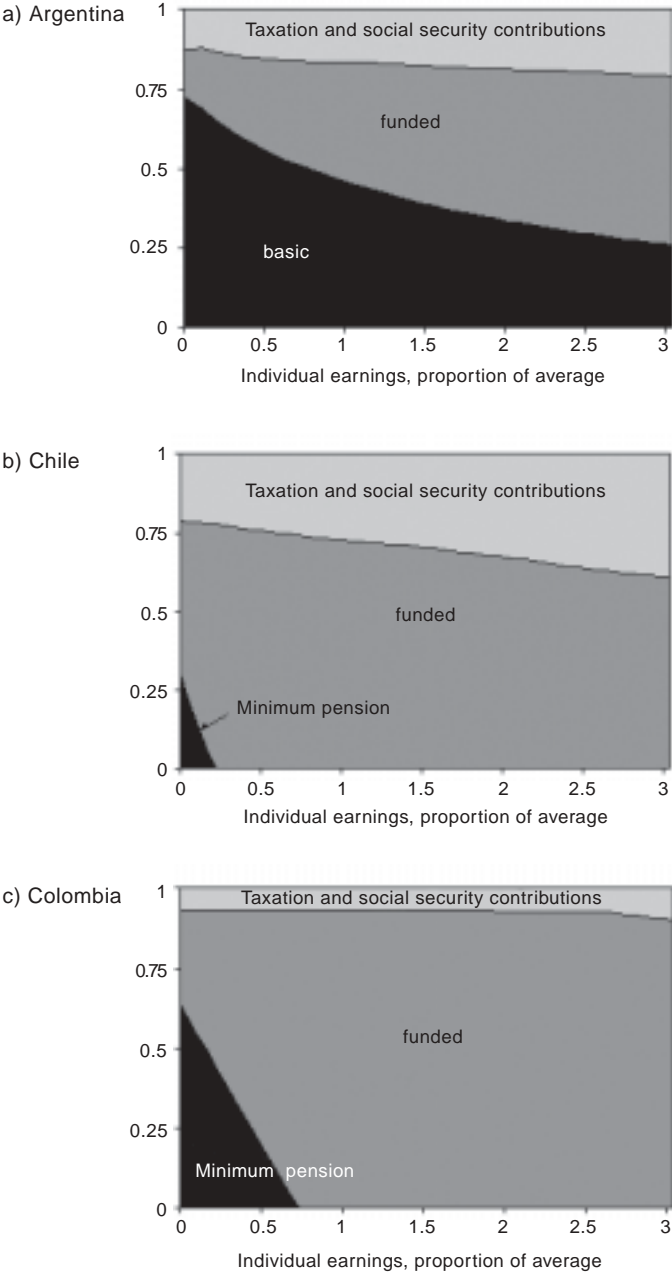 a) Argentina
1
Taxation and social security contributions
0.75
funded
0.5
0.25
basic
0
0 0.5 1 1.5 2 2.5 3
Individual earnings, proportion of average
b) Chile
1
Taxation and social security contributions
0.75
0.5
funded
0.25
Minimum pension
0
0 0.5 1 1.5 2 2.5 3
Individual earnings, proportion of average
c) Colombia
1
Taxation and social security contributions
0.75
funded
0.5
0.25
Minimum pension
0
0 0.5 1 1.5 2 2.5 3
Individual earnings, proportion of average